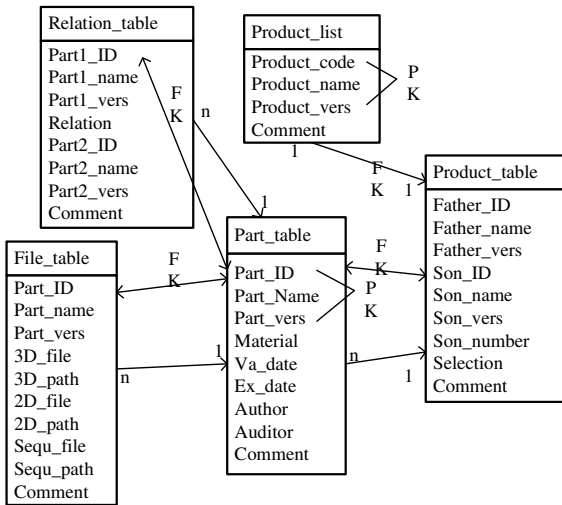 Relation_table
Part1_ID
Part1_name
Part1_vers
Relation
Part2_ID
Part2_name
Part2_vers
Comment
Product_list
Product_code
Product_name
Product_vers
Comment
P
K
F
K
n
1
1
F
K
1
Product_table
Father_ID
Father_name
Father_vers
Son_ID
Son_name
Son_vers
Son_number
Selection
Comment
File_table
Part_ID
Part_name
Part_vers
3D_file
3D_path
2D_file
2D_path
Sequ_file
Sequ_path
Comment
F
K
1
n
Part_table
Part_ID
Part_Name
Part_vers
Material
Va_date
Ex_date
Author
Auditor
Comment
P
K
F
K
n
1